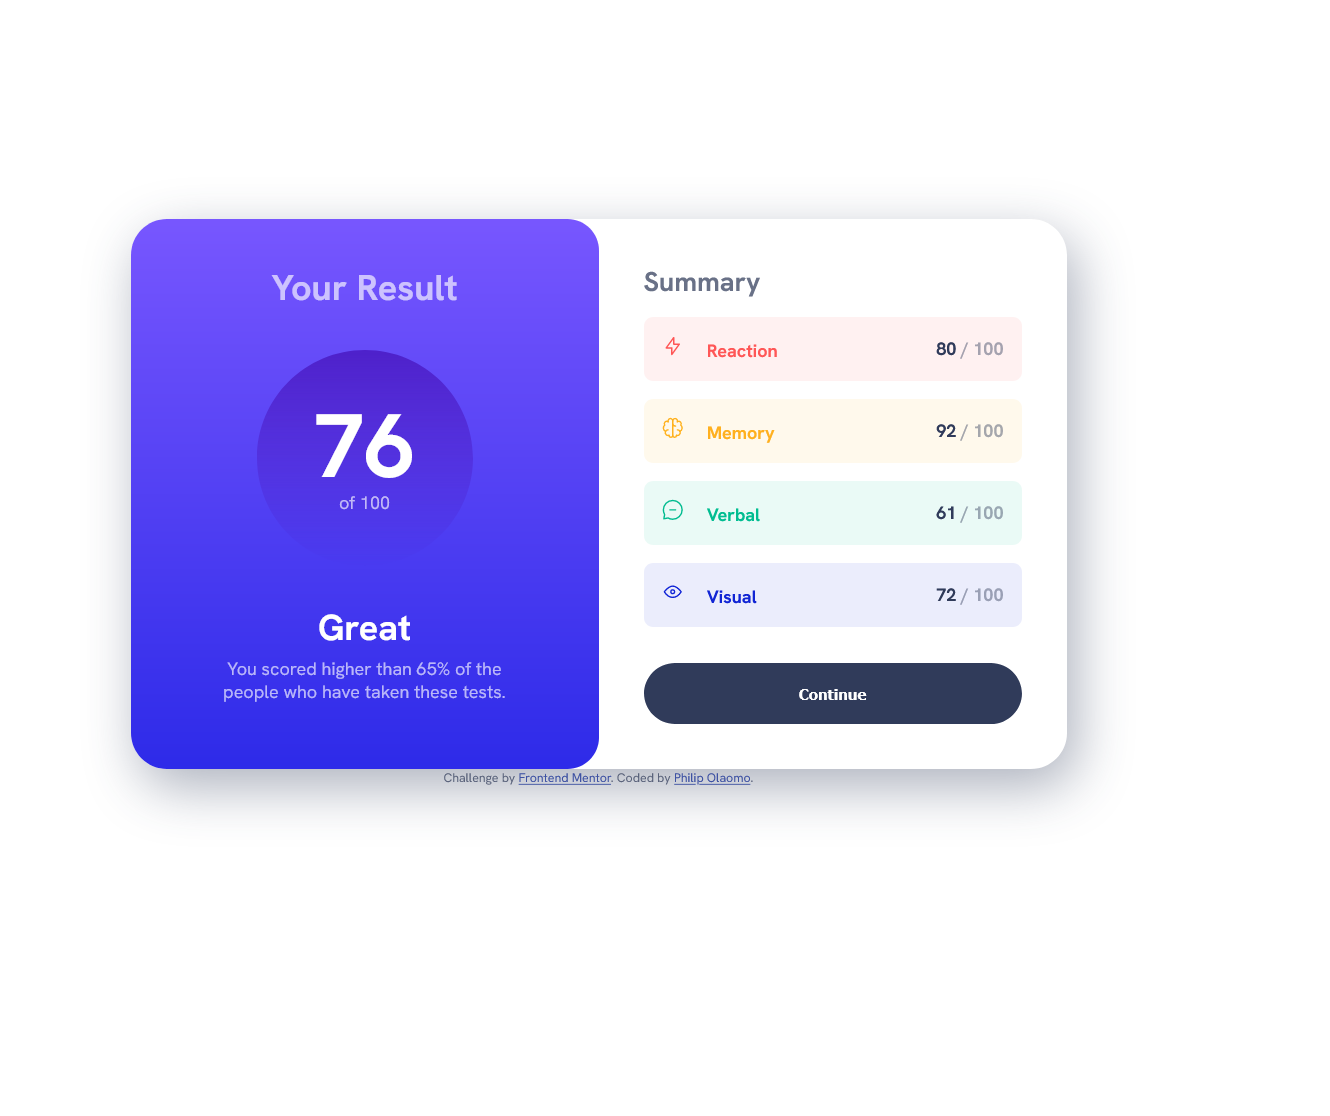 Your Result
76
of 100
Great
You scored higher than 65% of the
people who have taken these tests.
Summary
Reaction 80 / 100
Memory 92 / 100
Verbal 61 / 100
Visual 72 / 100
Continue
Challenge by Frontend Mentor. Coded by Philip Olaomo.